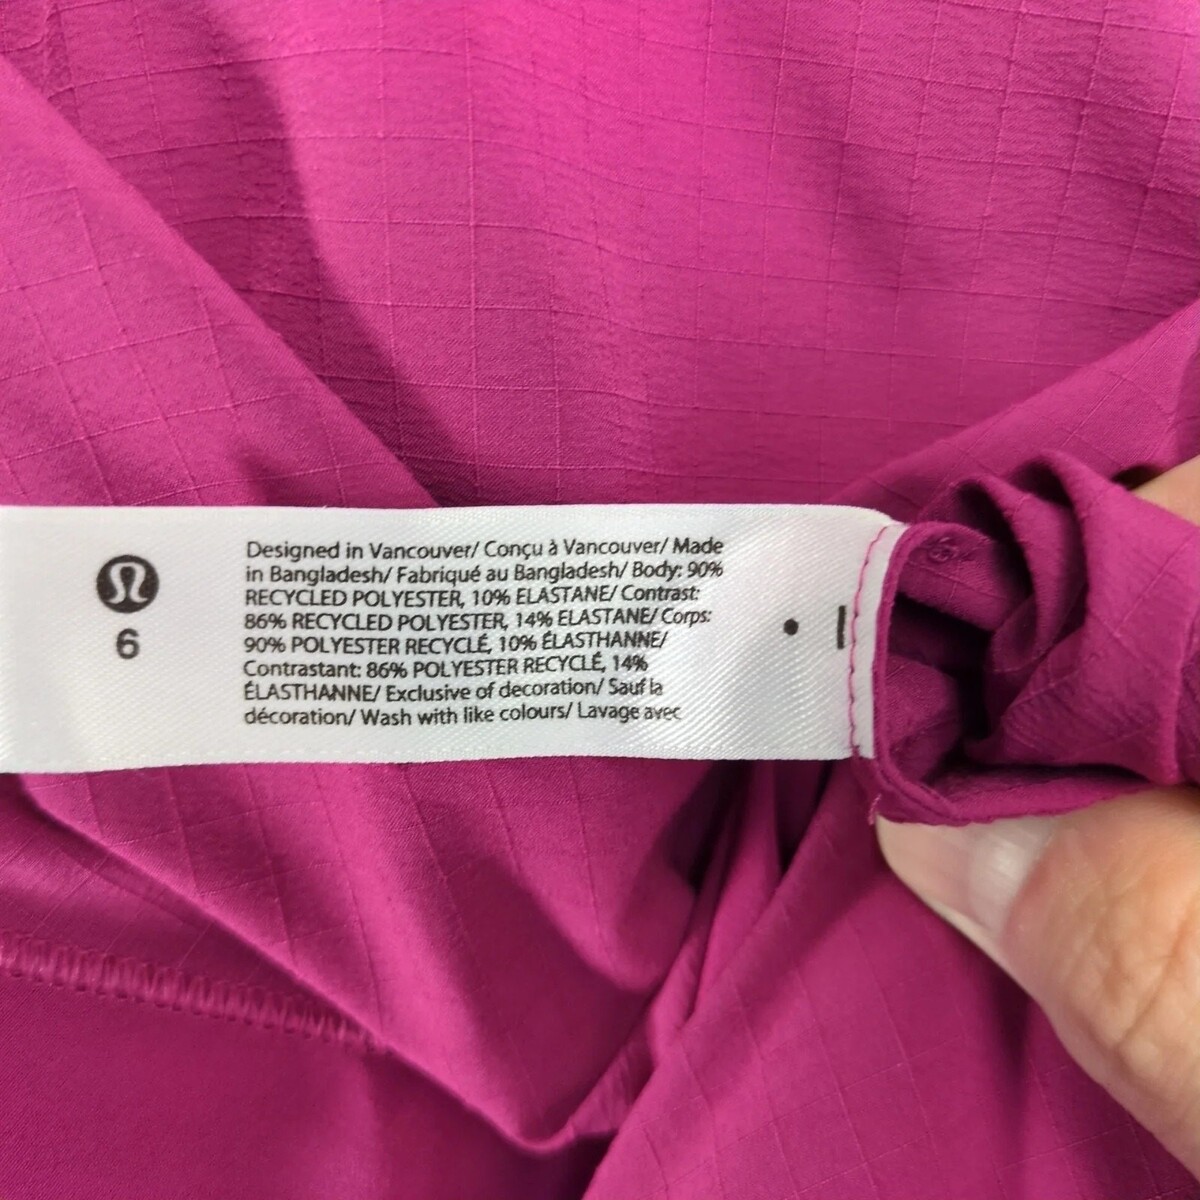 6
Designed in Vancouver/ Conçu à Vancouver/ Made
in Bangladesh/ Fabriqué au Bangladesh/ Body: 90%
RECYCLED POLYESTER, 10% ELASTANE/ Contrast:
86% RECYCLED POLYESTER, 14% ELASTANE/ Corps:
90% POLYESTER RECYCLÉ, 10% ÉLASTHANNE/
Contrastant: 86% POLYESTER RECYCLÉ, 14%
ÉLASTHANNE/ Exclusive of decoration/ Sauf la
décoration/ Wash with like colours/ Lavage avec